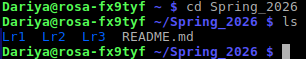 Dariya@rosa-fx9tyf ~ $ cd Spring_2026
Dariya@rosa-fx9tyf ~/Spring_2026 $ ls
Lr1  Lr2  Lr3  README.md
Dariya@rosa-fx9tyf ~/Spring_2026 $